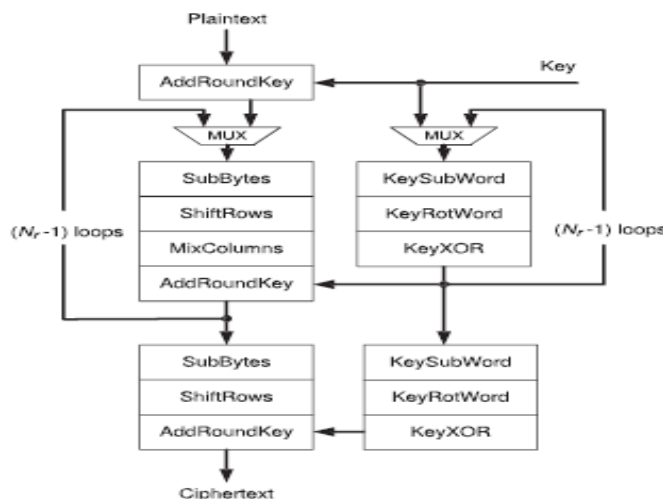 Plaintext
AddRoundKey
Key
MUX
MUX
SubBytes
ShiftRows
MixColumns
AddRoundKey
KeySubWord
KeyRotWord
KeyXOR
(Nr-1) loops
(Nr-1) loops
SubBytes
ShiftRows
AddRoundKey
KeySubWord
KeyRotWord
KeyXOR
Ciphertext